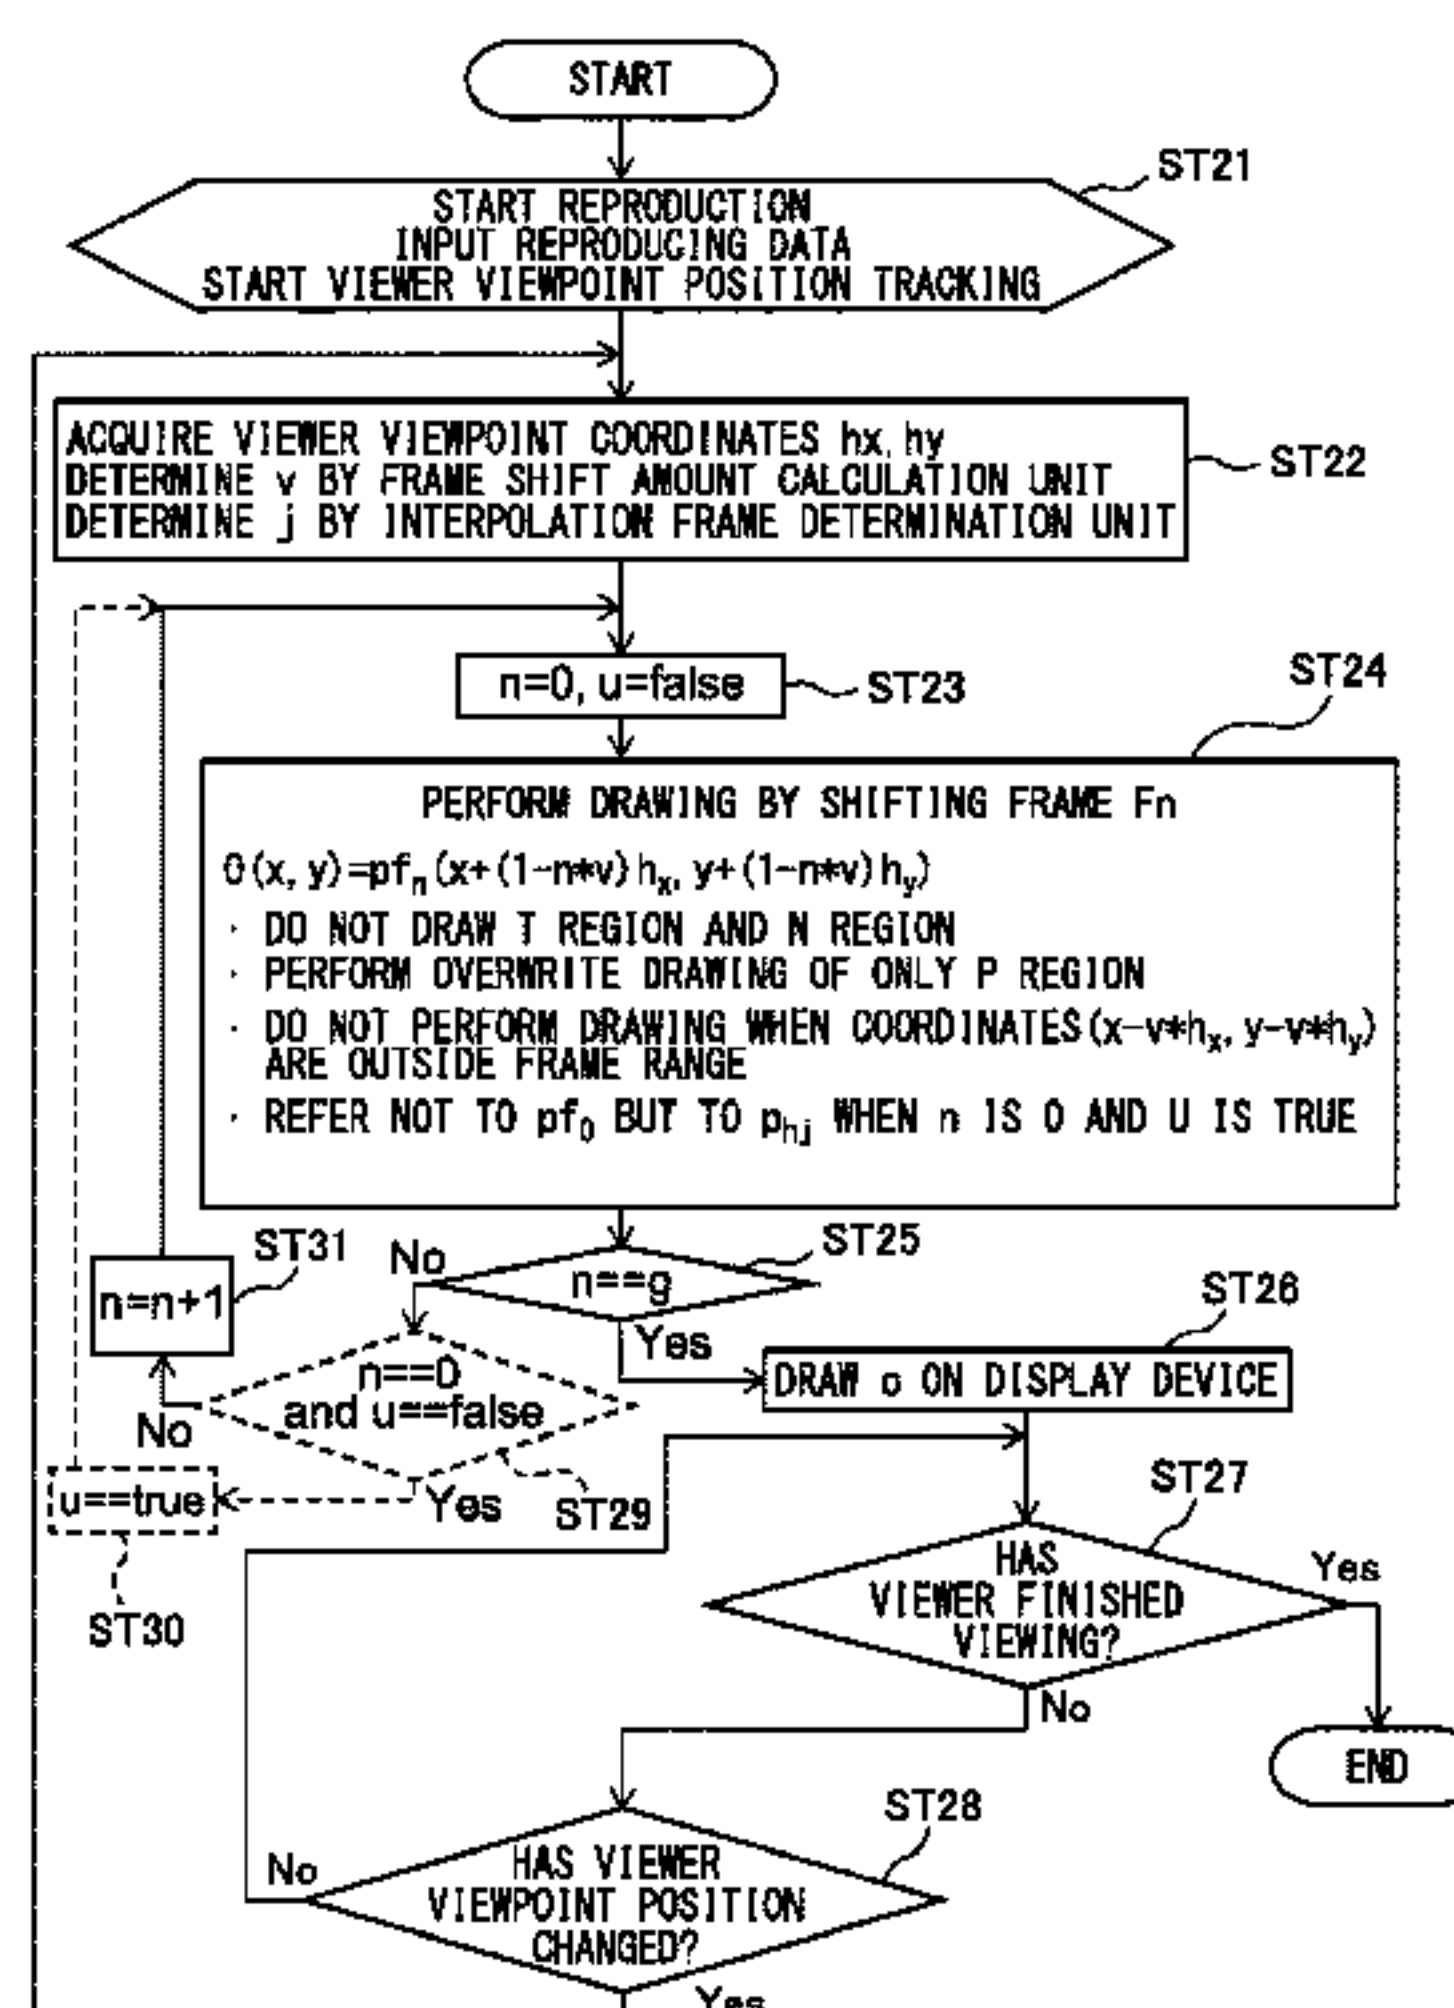 START
ST21
START REPRODUCTION
INPUT REPRODUCING DATA
START VIEWER VIEWPOINT POSITION TRACKING
ACQUIRE VIEWER VIEWPOINT COORDINATES hx, hy
DETERMINE v BY FRAME SHIFT AMOUNT CALCULATION UNIT
DETERMINE j BY INTERPOLATION FRAME DETERMINATION UNIT
ST22
n=0, u=false
ST23
ST24
PERFORM DRAWING BY SHIFTING FRAME Fn
O(x, y)=pfn(x+(1-n*v)hx, y+(1-n*v)hy)
· DO NOT DRAW T REGION AND N REGION
· PERFORM OVERWRITE DRAWING OF ONLY P REGION
· DO NOT PERFORM DRAWING WHEN COORDINATES(x-v*hx, y-v*hy)
ARE OUTSIDE FRAME RANGE
· REFER NOT TO pf0 BUT TO phj WHEN n IS 0 AND U IS TRUE
ST31
n=n+1
No
n==g
ST25
Yes
ST26
DRAW o ON DISPLAY DEVICE
n==0
and u==false
No
Yes
ST29
u==true
ST30
ST27
HAS
VIEWER FINISHED
VIEWING?
Yes
No
END
ST28
HAS VIEWER
VIEWPOINT POSITION
CHANGED?
No
Yes